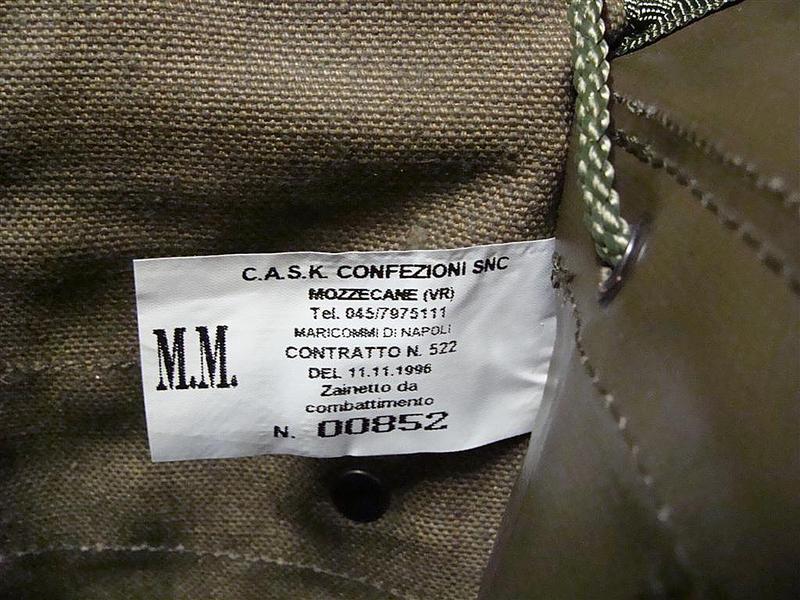 C.A.S.K. CONFEZIONI SNC
MOZZECANE (VR)
Tel. 045/7975111
MARICOMMI DI NAPOLI
M.M.
CONTRATTO N. 522
DEL 11.11.1996
Zainetto da
combattimento
N. 00852